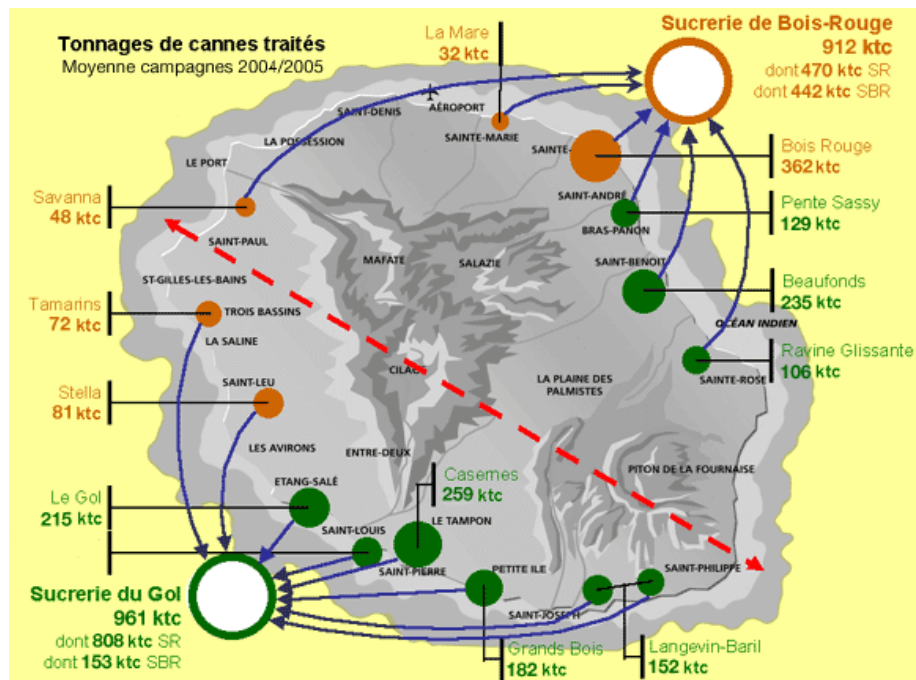 Tonnages de cannes traités
Moyenne campagnes 2004/2005
La Mare
32 ktc
Sucrerie de Bois-Rouge
912 ktc
dont 470 ktc SR
dont 442 ktc SBR
AÉROPORT
SAINT-DENIS
SAINTE-MARIE
LA POSSESSION
LE PORT
SAINTE-
Bois Rouge
362 ktc
Savanna
48 ktc
SAINT-ANDRÉ
Pente Sassy
129 ktc
BRAS-PANON
SAINT-PAUL
MAFATE
SALAZIE
SAINT-BENOIT
ST-GILLES-LES-BAINS
Beaufonds
235 ktc
Tamarins
72 ktc
TROIS BASSINS
OCÉAN INDIEN
LA SALINE
Ravine Glissante
106 ktc
CILAOS
SAINTE-ROSE
SAINT-LEU
LA PLAINE DES
PALMISTES
Stella
81 ktc
LES AVIRONS
ENTRE-DEUX
PITON DE LA FOURNAISE
Casernes
259 ktc
ETANG-SALÉ
Le Gol
215 ktc
LE TAMPON
SAINT-LOUIS
SAINT-PIERRE
PETITE ILE
SAINT-PHILIPPE
Sucrerie du Gol
961 ktc
dont 808 ktc SR
dont 153 ktc SBR
SAINT-JOSEPH
Grands Bois
182 ktc
Langevin-Baril
152 ktc